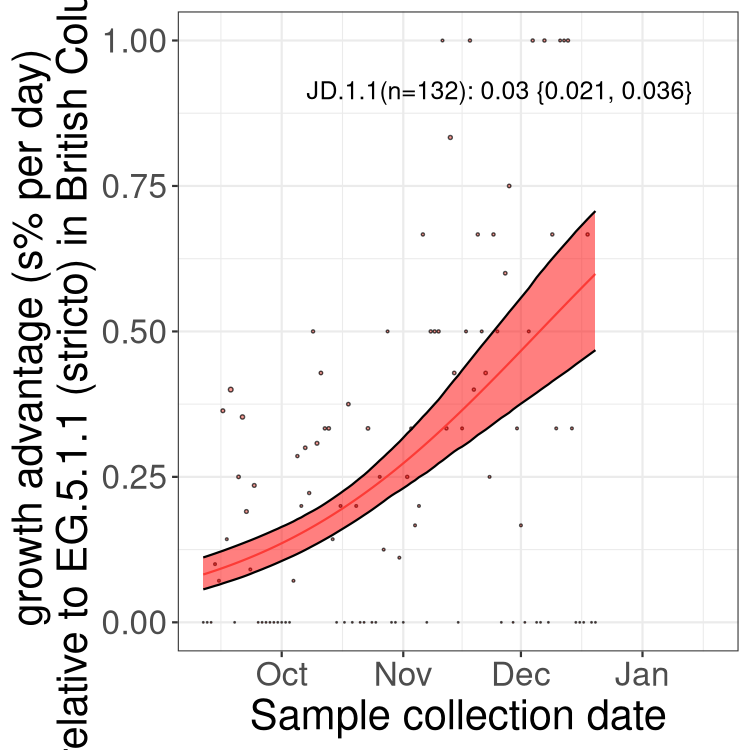 growth advantage (s% per day)
relative to EG.5.1.1 (stricto) in British
1.00
0.75
0.50
0.25
0.00
JD.1.1(n=132): 0.03 {0.021, 0.036}
Oct Nov Dec Jan
Sample collection date